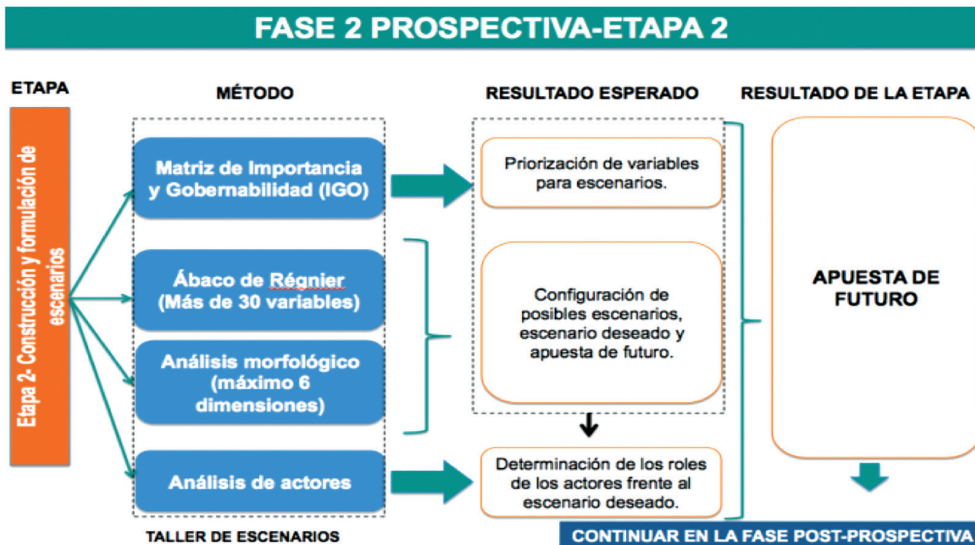 FASE 2 PROSPECTIVA-ETAPA 2
ETAPA
MÉTODO
RESULTADO ESPERADO
RESULTADO DE LA ETAPA
Etapa 2- Construcción y formulación de
escenarios
Matriz de Importancia
y Gobernabilidad (IGO)
Ábaco de Régnier
(Más de 30 variables)
Análisis morfológico
(máximo 6
dimensiones)
Análisis de actores
TALLER DE ESCENARIOS
Priorización de variables
para escenarios.
Configuración de
posibles escenarios,
escenario deseado y
apuesta de futuro.
Determinación de los roles
de los actores frente al
escenario deseado.
APUESTA DE
FUTURO
CONTINUAR EN LA FASE POST-PROSPECTIVA